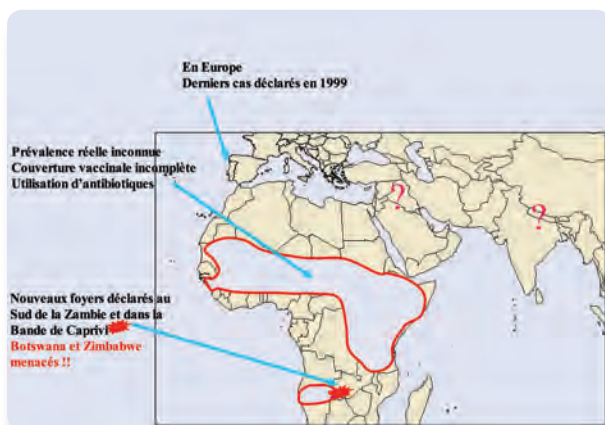 En Europe
Derniers cas déclarés en 1999
Prévalence réelle inconnue
Couverture vaccinale incomplète
Utilisation d'antibiotiques
?
?
Nouveaux foyers déclarés au
Sud de la Zambie et dans la
Bande de Caprivi
Botswana et Zimbabwe
menacés !!